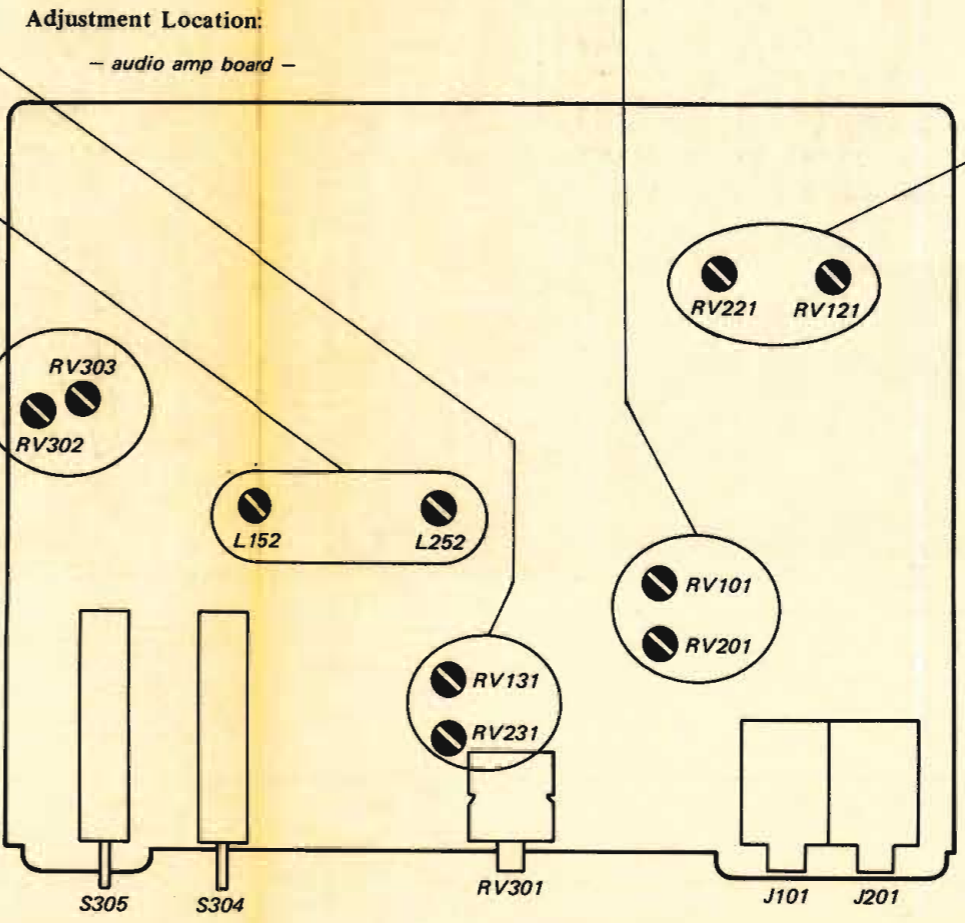 Adjustment Location:
– audio amp board –
RV221 RV121
RV303
RV302
L152 L252
RV101
RV201
RV131
RV231
S305 S304 RV301 J101 J201